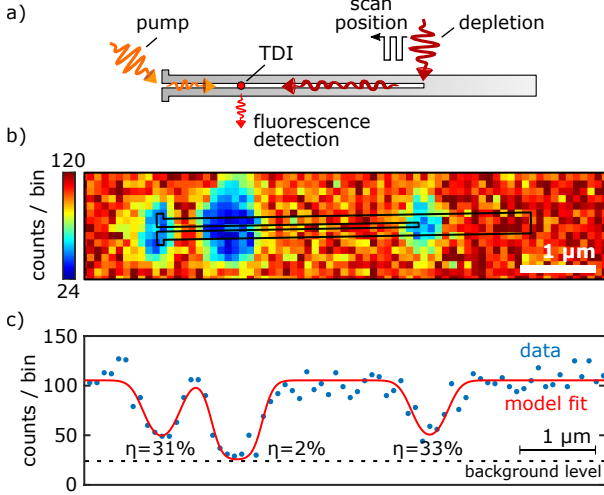 a)
scan
position
depletion
pump
TDI
fluorescence
detection
b)
120
counts / bin
24
1 µm
c)
150
100
50
0
counts / bin
data
model fit
η=31%
η=2%
η=33%
1 µm
background level